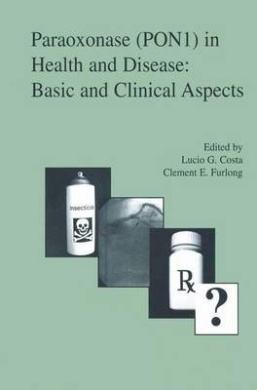 Paraoxonase (PON1) in
Health and Disease:
Basic and Clinical Aspects
Edited by
Lucio G. Costa
Clement E. Furlong
Insecticide
Rx
?